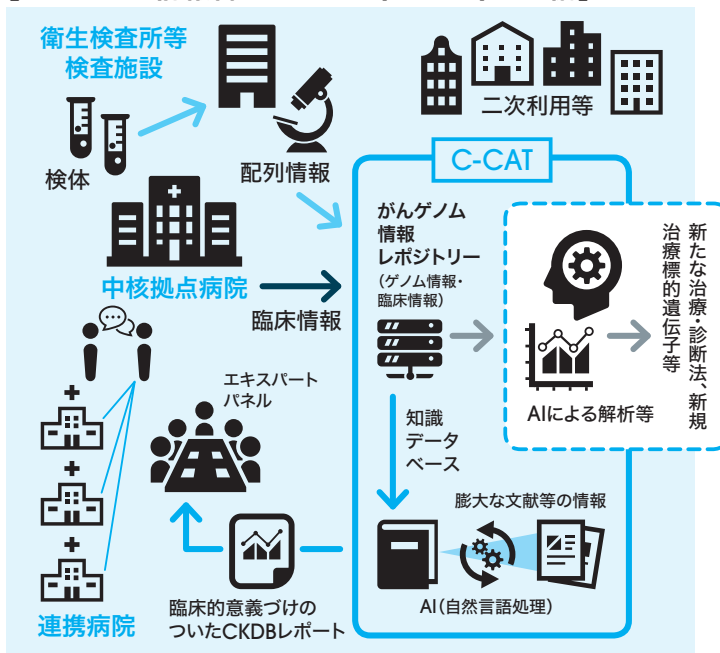 衛生検査所等
検査施設
検体
配列情報
二次利用等
C-CAT
中核拠点病院
臨床情報
がんゲノム
情報
レポジトリー
(ゲノム情報・
臨床情報)
AIによる解析等
新たな治療・診断法、新規
治療標的遺伝子等
エキスパート
パネル
知識
データ
ベース
膨大な文献等の情報
AI(自然言語処理)
臨床的意義づけの
ついたCKDBレポート
連携病院